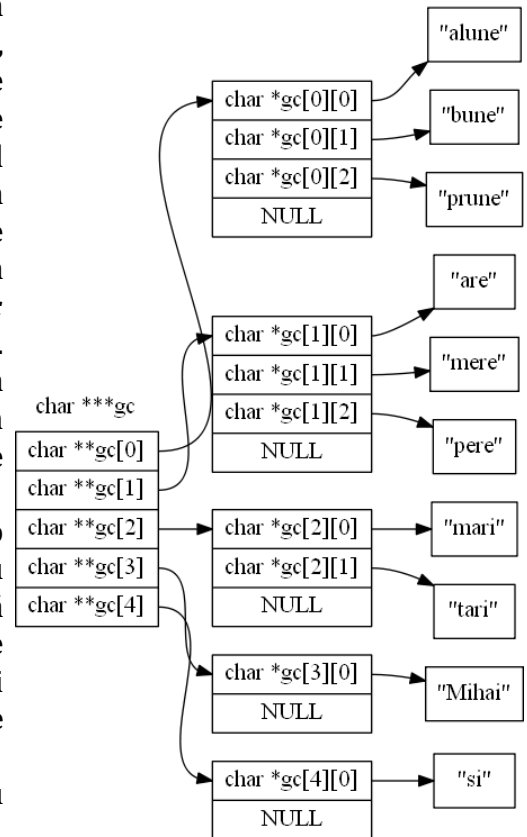 char ***gc
char **gc[0]
char **gc[1]
char **gc[2]
char **gc[3]
char **gc[4]
char *gc[0][0]
char *gc[0][1]
char *gc[0][2]
NULL
char *gc[1][0]
char *gc[1][1]
char *gc[1][2]
NULL
char *gc[2][0]
char *gc[2][1]
NULL
char *gc[3][0]
NULL
char *gc[4][0]
NULL
"alune"
"bune"
"prune"
"are"
"mere"
"pere"
"mari"
"tari"
"Mihai"
"si"